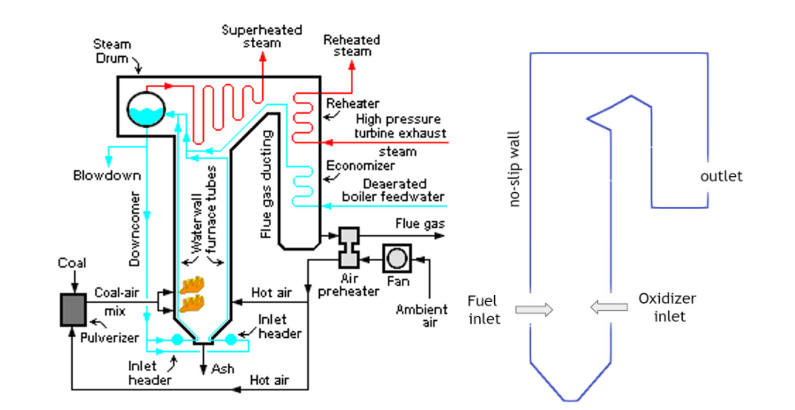 Superheated
steam
Reheated
steam
Steam
Drum
Reheater
High pressure
turbine exhaust
steam
Economizer
Deaerated
boiler feedwater
Blowdown
Downcomer
Waterwall
furnace tubes
Flue gas ducting
Flue gas
Coal
Coal-air
mix
Pulverizer
Hot air
Air
preheater
Fan
Ambient
air
Inlet
header
Inlet
header
Ash
Hot air
no-slip wall
outlet
Fuel
inlet
Oxidizer
inlet